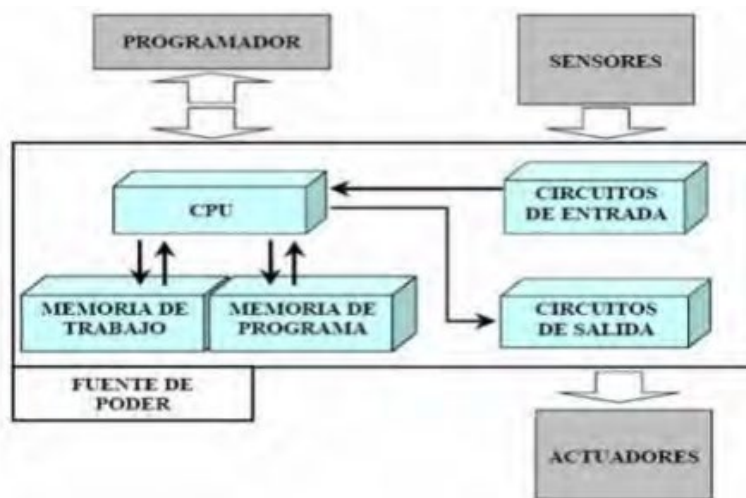 PROGRAMADOR
SENSORES
CPU
CIRCUITOS
DE ENTRADA
MEMORIA DE
TRABAJO
MEMORIA DE
PROGRAMA
CIRCUITOS
DE SALIDA
FUENTE DE
PODER
ACTUADORES